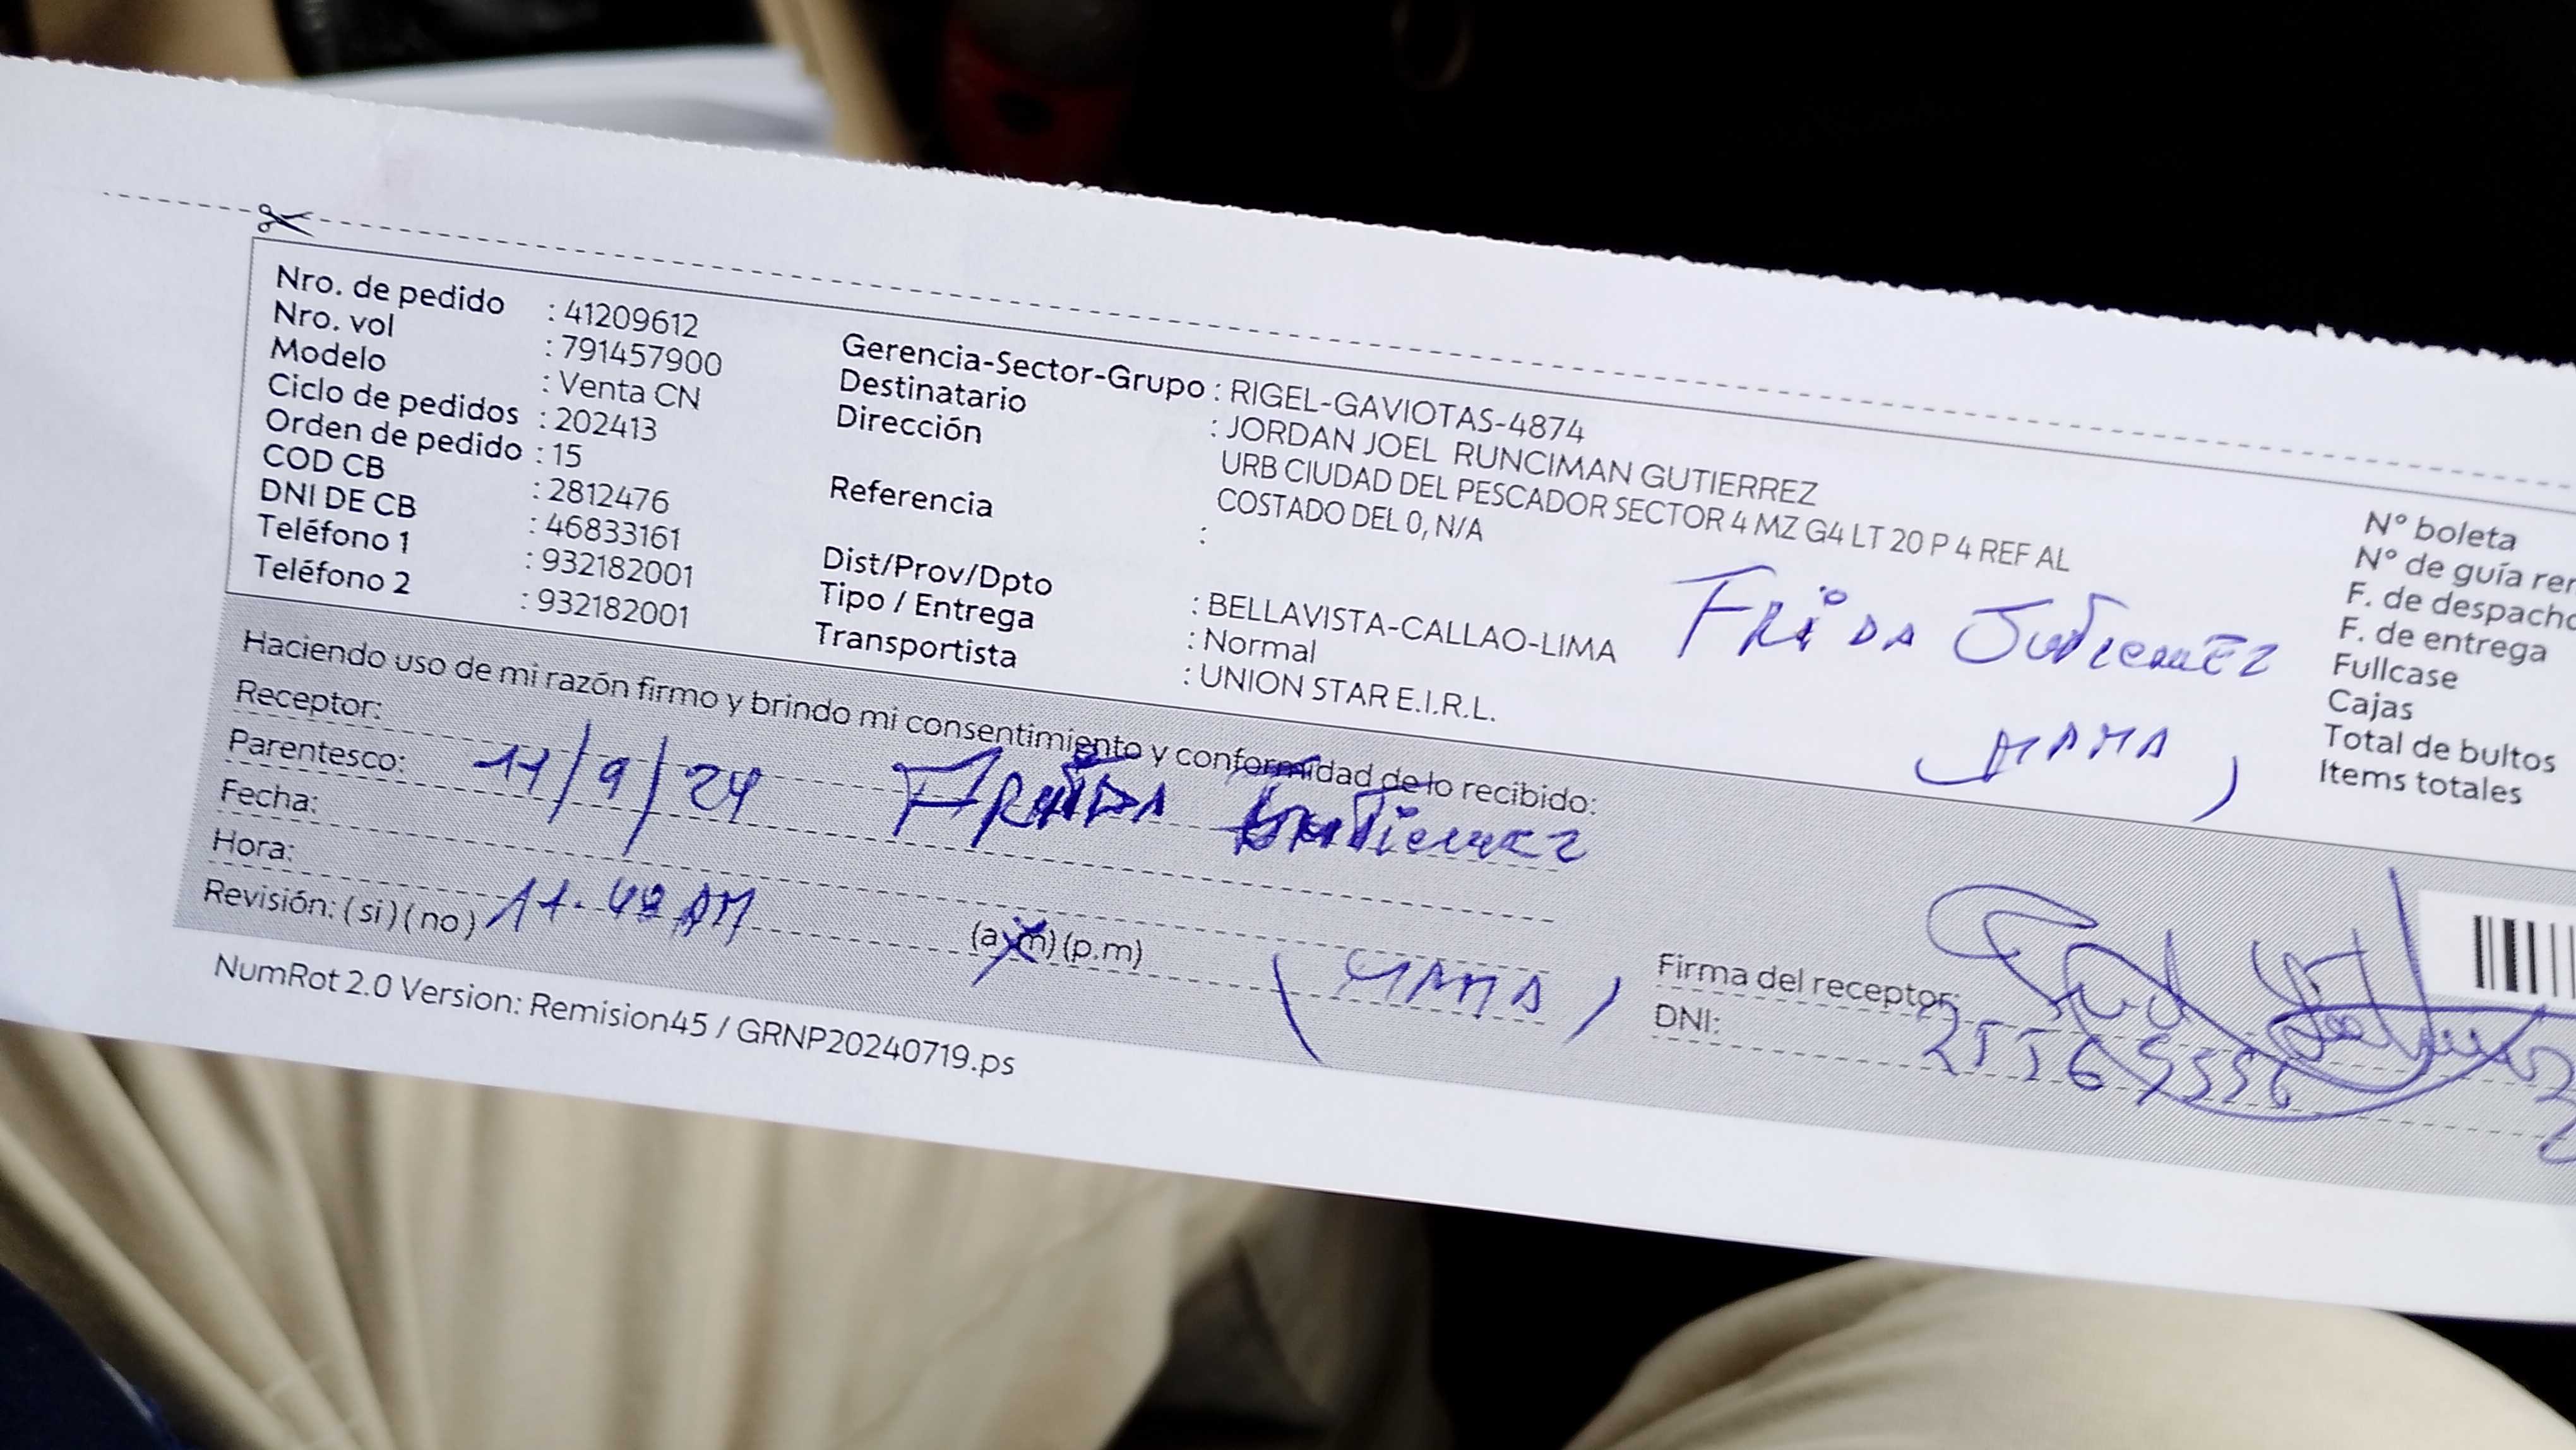 Nro. de pedido : 41209612
Nro. vol : 791457900
Modelo : Venta CN
Ciclo de pedidos : 202413
Orden de pedido : 15
COD CB : 2812476
DNI DE CB : 46833161
Teléfono 1 : 932182001
Teléfono 2 : 932182001
Gerencia-Sector-Grupo : RIGEL-GAVIOTAS-4874
Destinatario : JORDAN JOEL RUNCIMAN GUTIERREZ
Dirección URB CIUDAD DEL PESCADOR SECTOR 4 MZ G4 LT 20 P 4 REF AL
COSTADO DEL 0, N/A
Referencia :
Dist/Prov/Dpto : BELLAVISTA-CALLAO-LIMA
Tipo / Entrega : Normal
Transportista : UNION STAR E.I.R.L.
FRIDA GUTIERREZ
(MAMA)
N° boleta
N° de guía rem
F. de despacho
F. de entrega
Fullcase
Cajas
Total de bultos
Items totales
Haciendo uso de mi razón firmo y brindo mi consentimiento y conformidad de lo recibido:
Receptor:
FRIDA GUTIERREZ
Parentesco: 11/9/24
Fecha:
Hora:
11.40 AM
(a.m) (p.m)
(MAMA)
Revisión: (si) (no)
Firma del receptor:
DNI:
NumRot 2.0 Version: Remision45 / GRNP20240719.ps